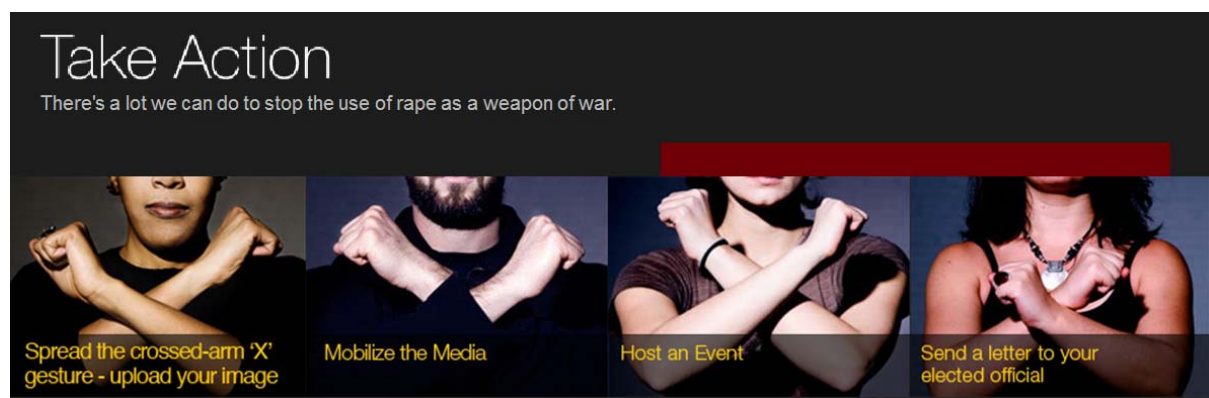 Take Action
There's a lot we can do to stop the use of rape as a weapon of war.
Spread the crossed-arm 'X'
gesture - upload your image
Mobilize the Media
Host an Event
Send a letter to your
elected official